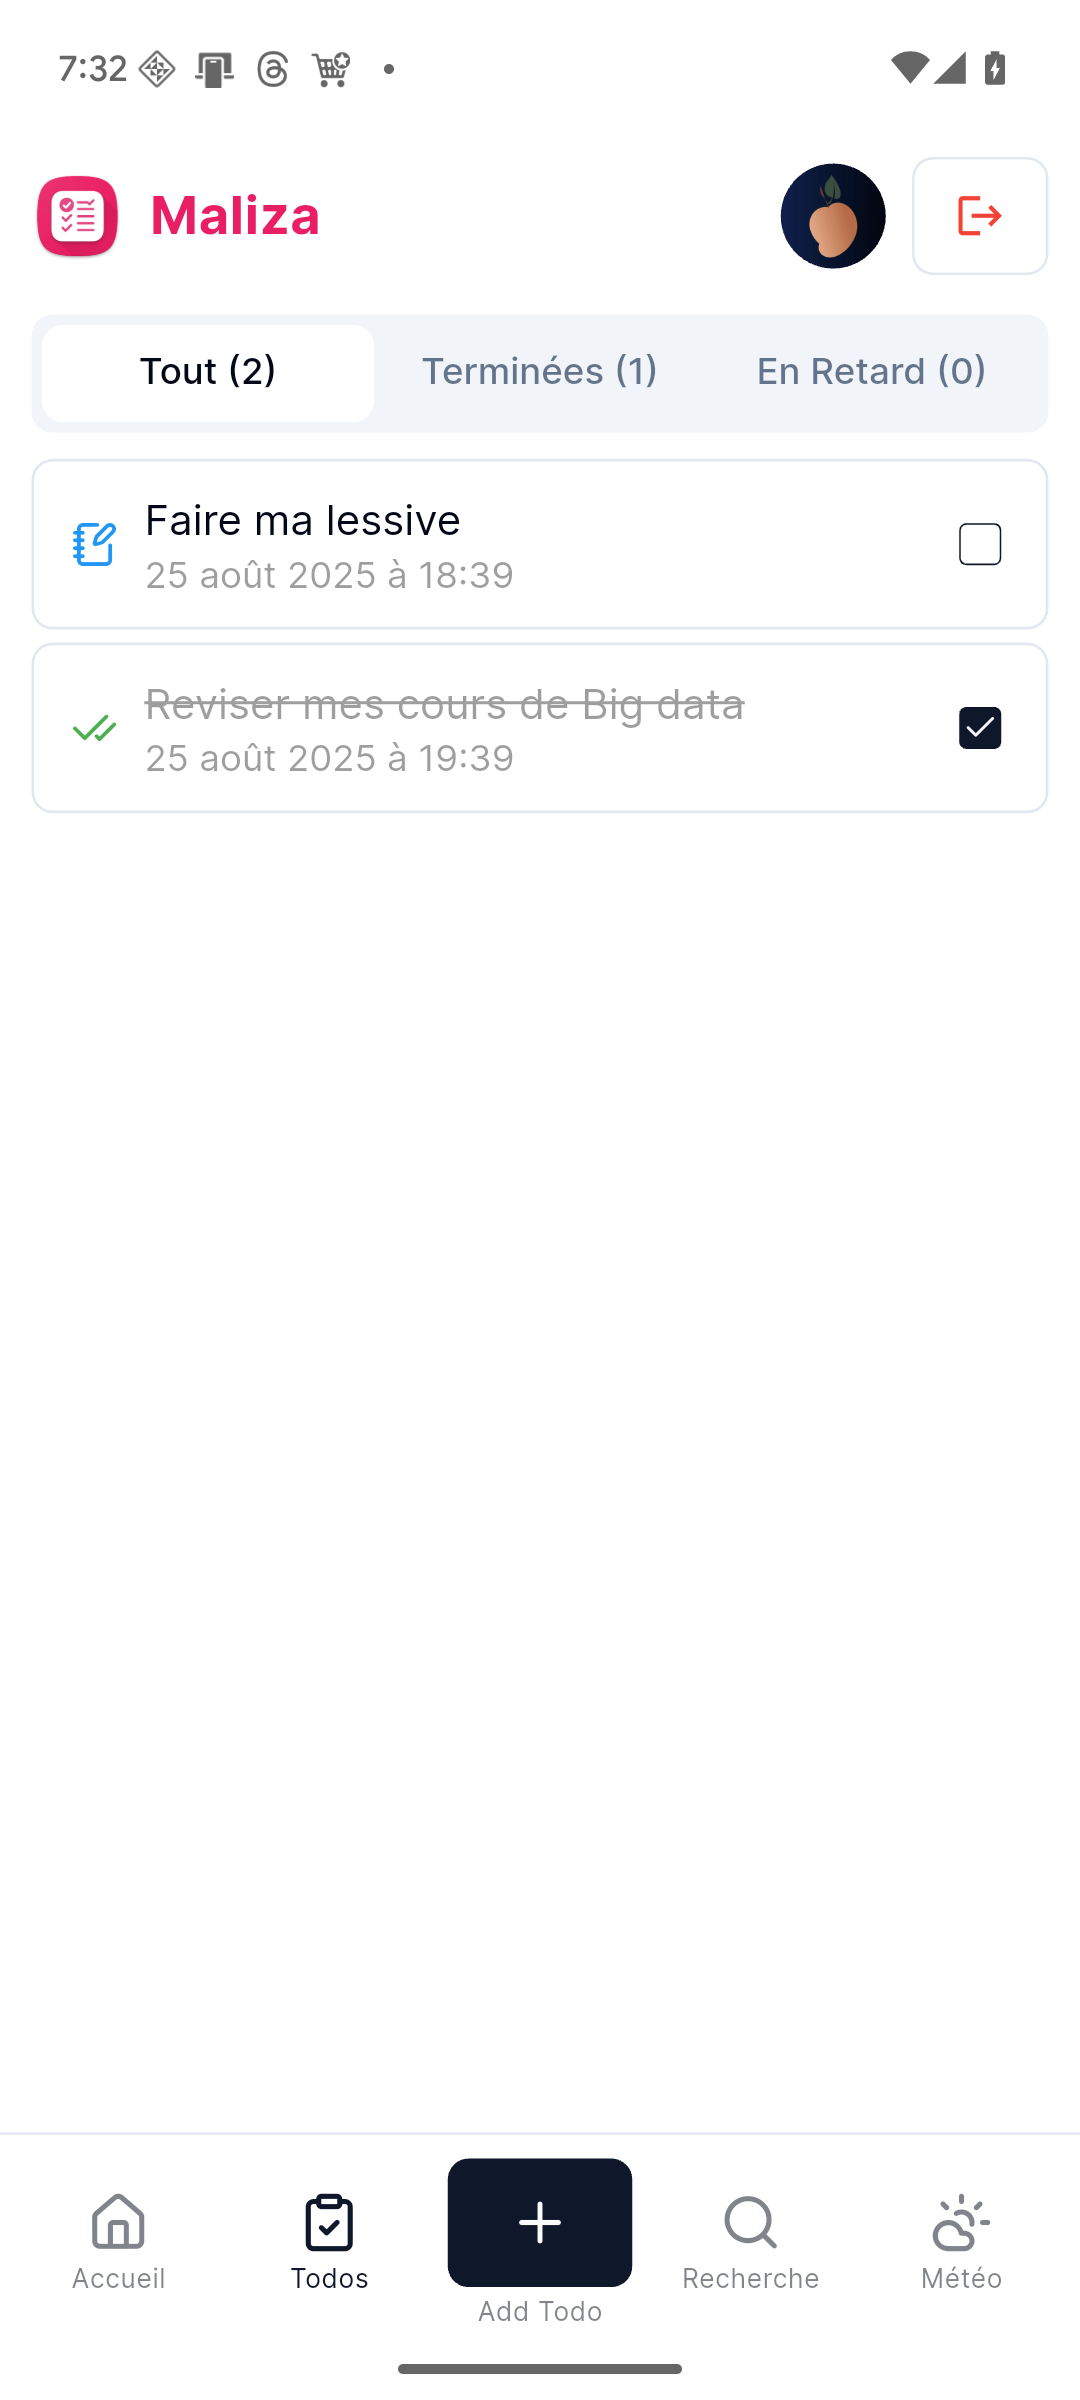 7:32
Maliza
Tout (2) Terminées (1) En Retard (0)
Faire ma lessive
25 août 2025 à 18:39
Reviser mes cours de Big data
25 août 2025 à 19:39
Accueil Todos Add Todo Recherche Météo